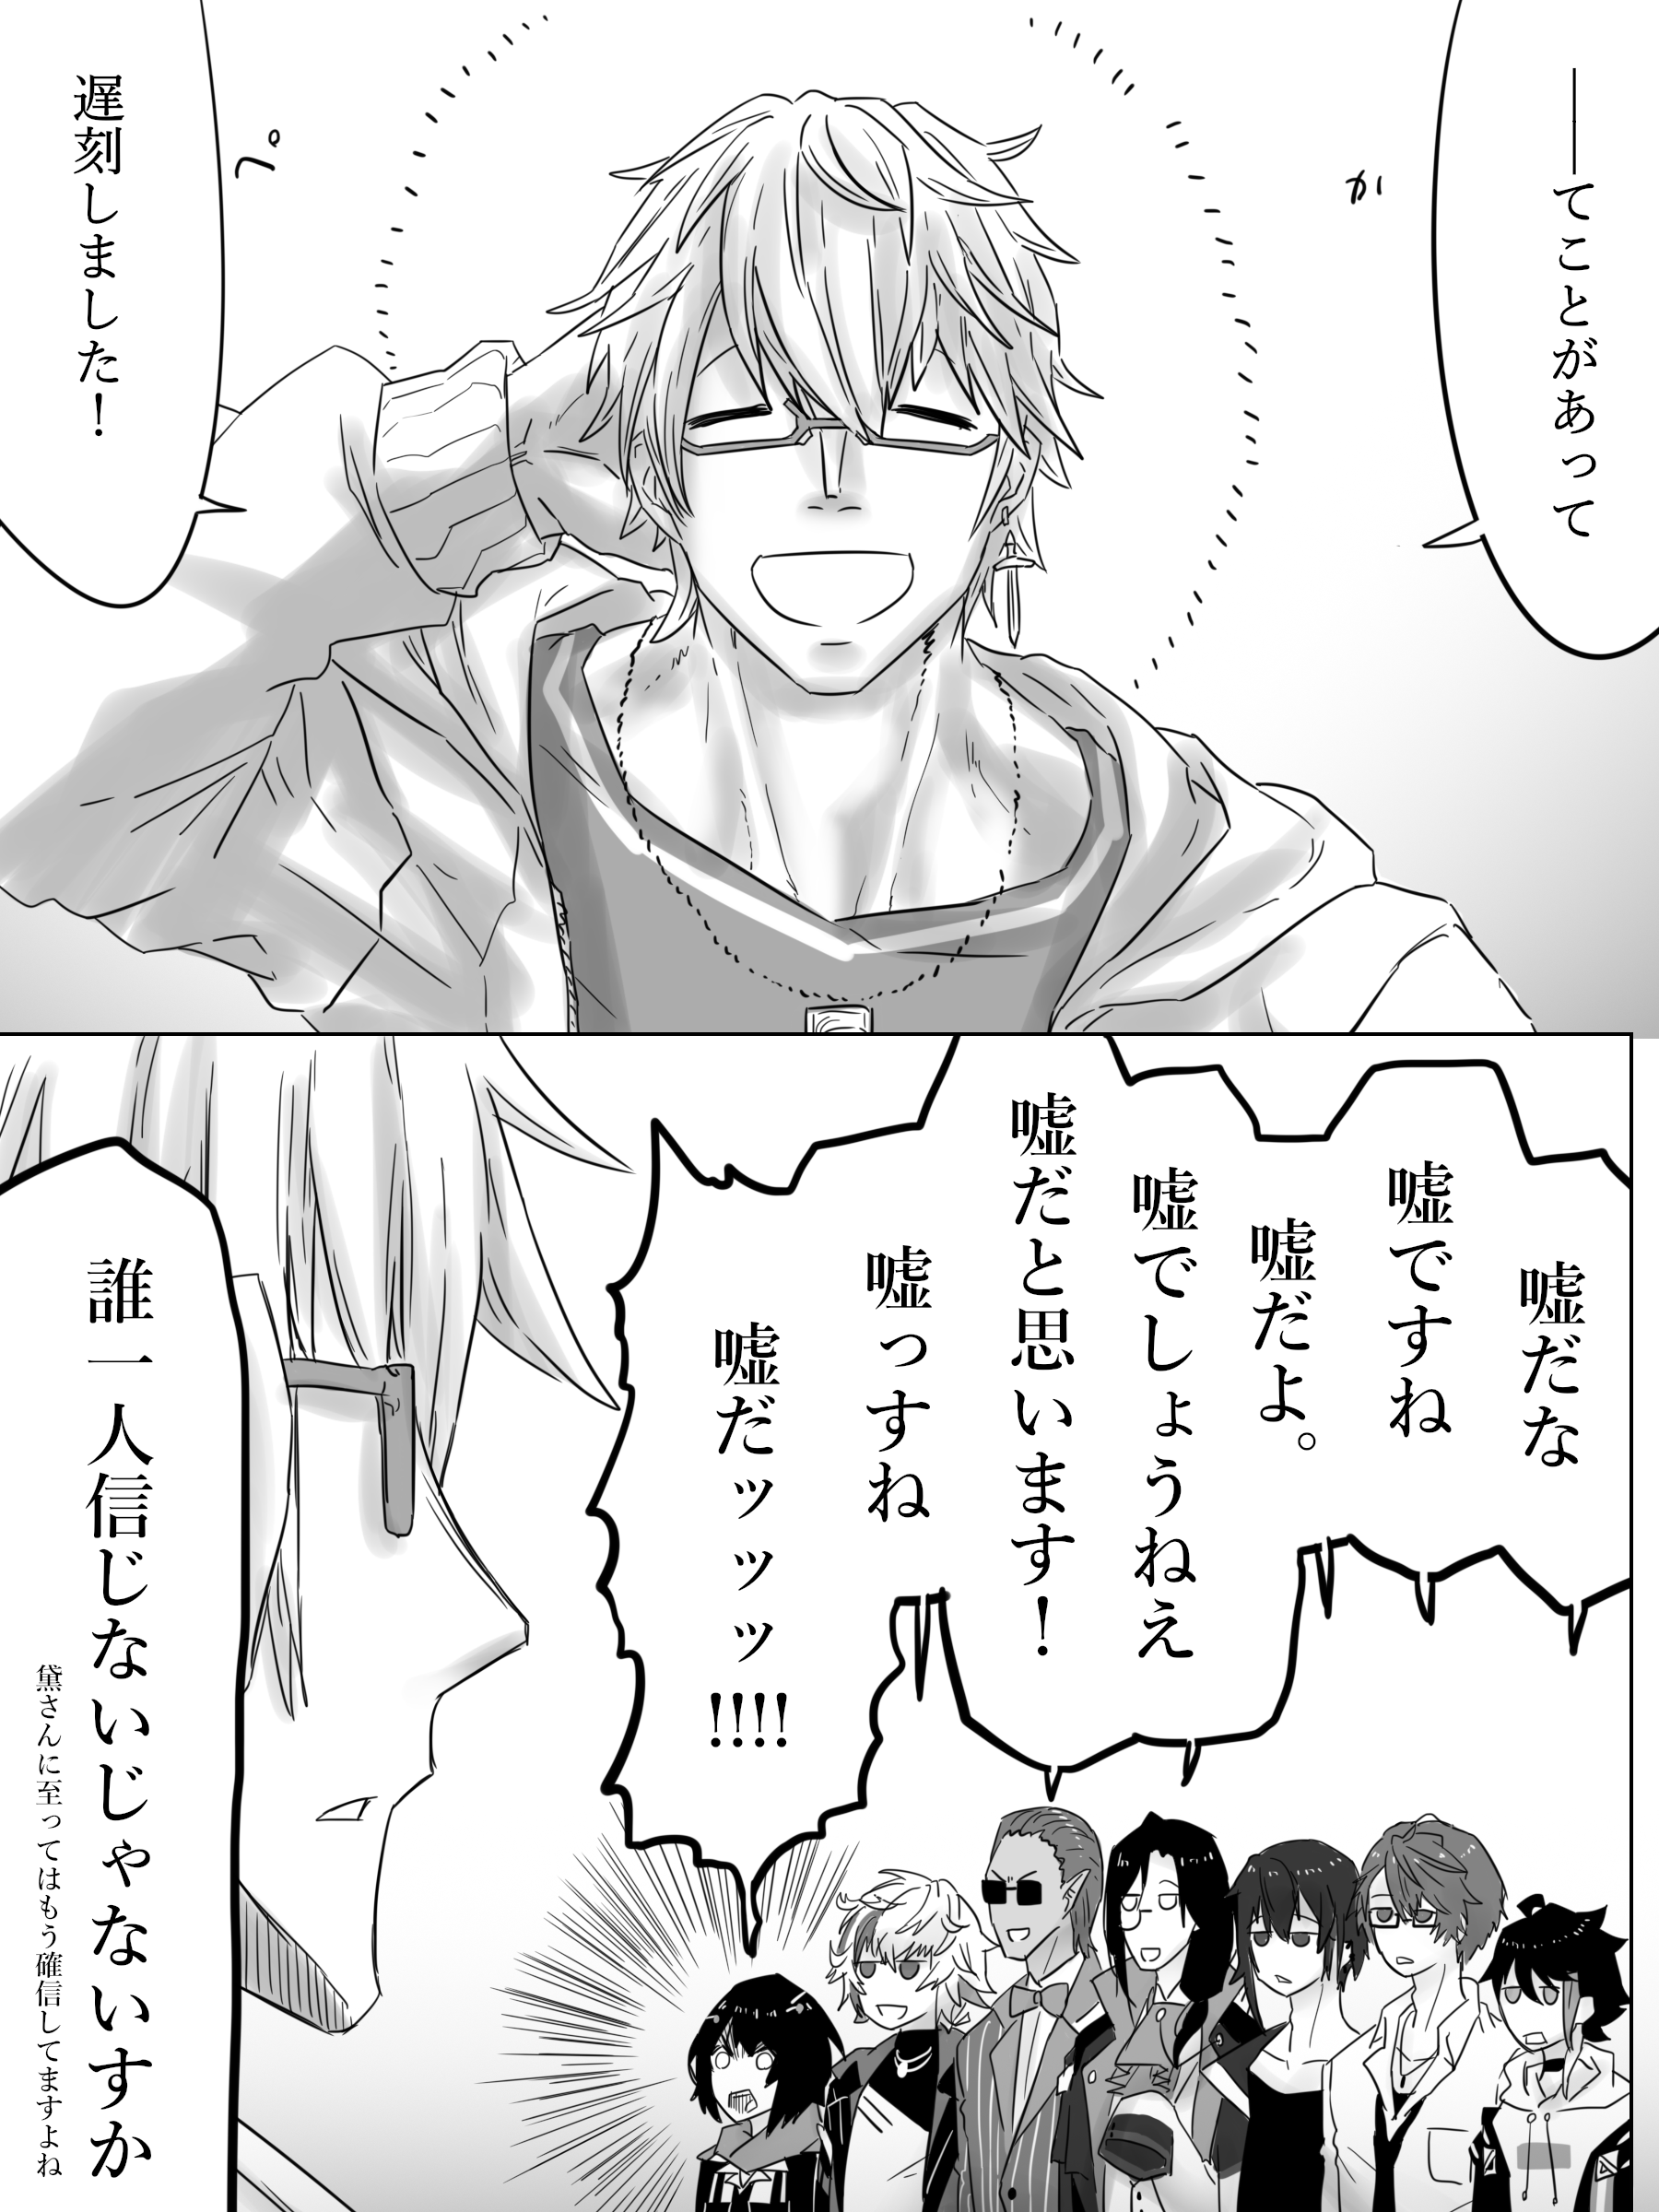 ──てことがあって
かぺ
遅刻しました！
嘘だな
嘘ですね
嘘だよ。
嘘でしょうねえ
嘘だと思います！
嘘っすね
嘘だッッッ!!!!
誰一人信じないじゃないすか
黛さんに至ってはもう確信してますよね